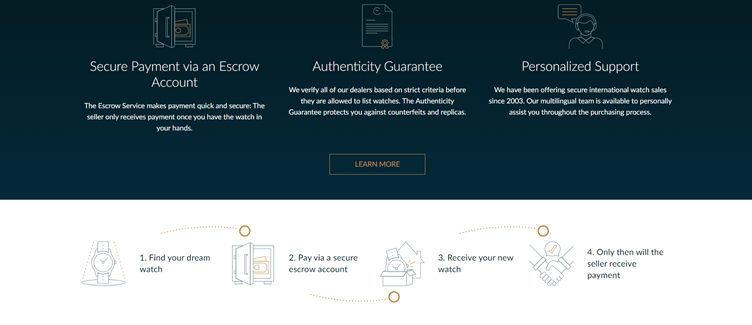 Secure Payment via an Escrow
Account
The Escrow Service makes payment quick and secure: The
seller only receives payment once you have the watch in
your hands.
Authenticity Guarantee
We verify all of our dealers based on strict criteria before
they are allowed to list watches. The Authenticity
Guarantee protects you against counterfeits and replicas.
Personalized Support
We have been offering secure international watch sales
since 2003. Our multilingual team is available to personally
assist you throughout the purchasing process.
LEARN MORE
1. Find your dream
watch
2. Pay via a secure
escrow account
3. Receive your new
watch
4. Only then will the
seller receive
payment